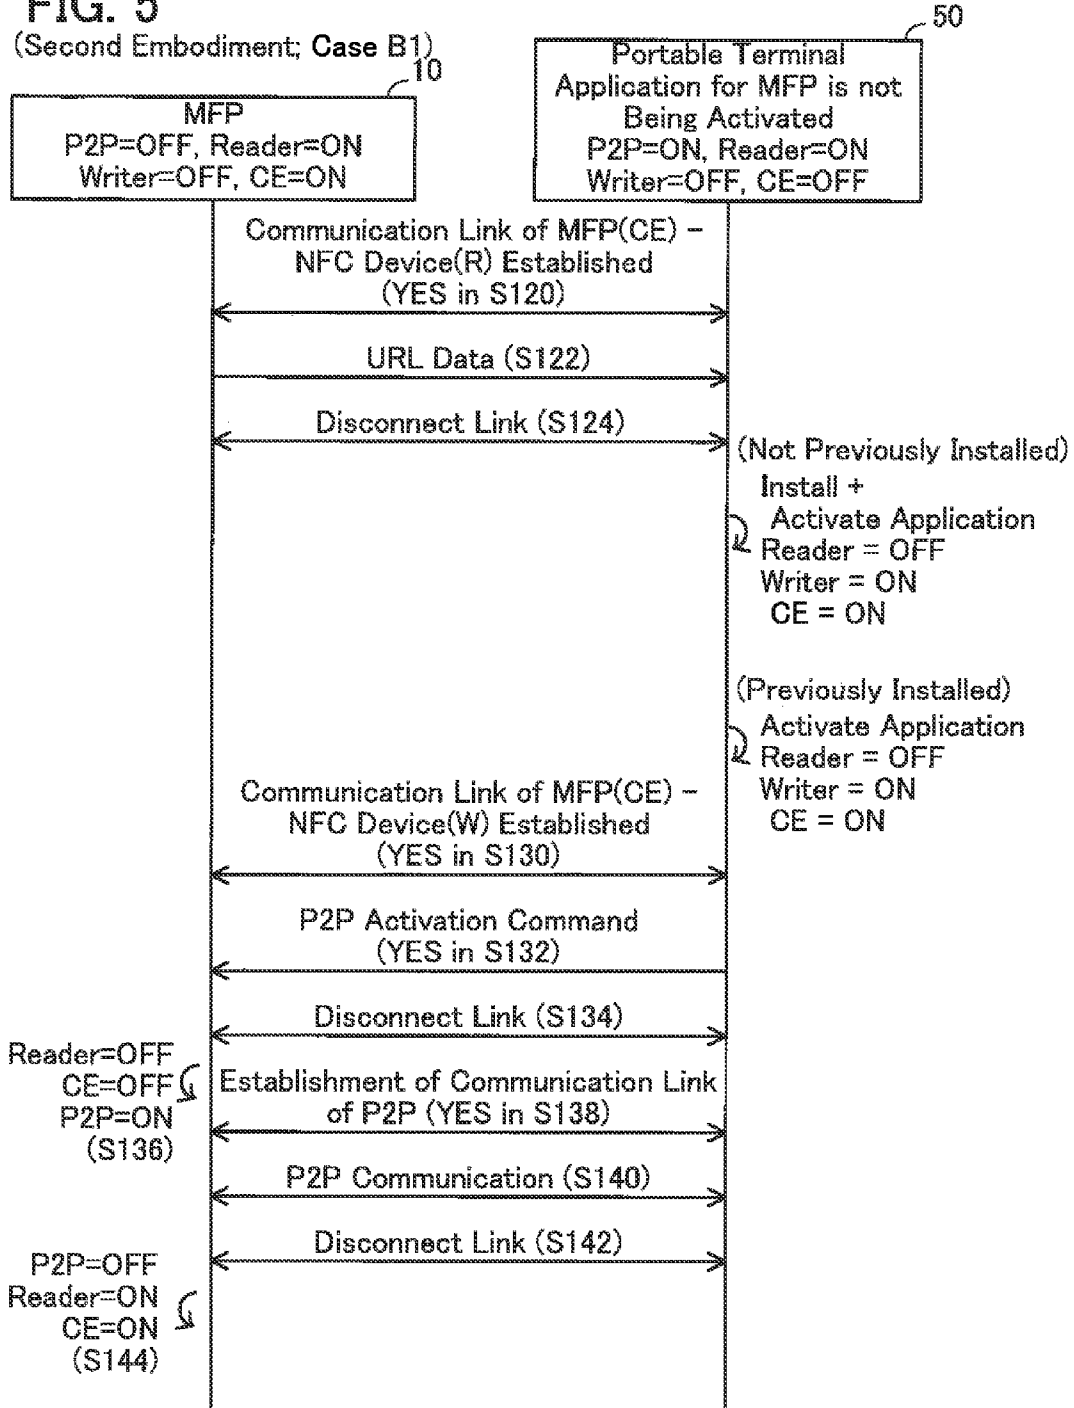 FIG. 5
(Second Embodiment; Case B1)
10
MFP
P2P=OFF, Reader=ON
Writer=OFF, CE=ON
50
Portable Terminal
Application for MFP is not
Being Activated
P2P=ON, Reader=ON
Writer=OFF, CE=OFF
Communication Link of MFP(CE) -
NFC Device(R) Established
(YES in S120)
URL Data (S122)
Disconnect Link (S124)
(Not Previously Installed)
Install +
Activate Application
Reader = OFF
Writer = ON
CE = ON
(Previously Installed)
Activate Application
Reader = OFF
Writer = ON
CE = ON
Communication Link of MFP(CE) -
NFC Device(W) Established
(YES in S130)
P2P Activation Command
(YES in S132)
Disconnect Link (S134)
Reader=OFF
CE=OFF
P2P=ON
(S136)
Establishment of Communication Link
of P2P (YES in S138)
P2P Communication (S140)
Disconnect Link (S142)
P2P=OFF
Reader=ON
CE=ON
(S144)